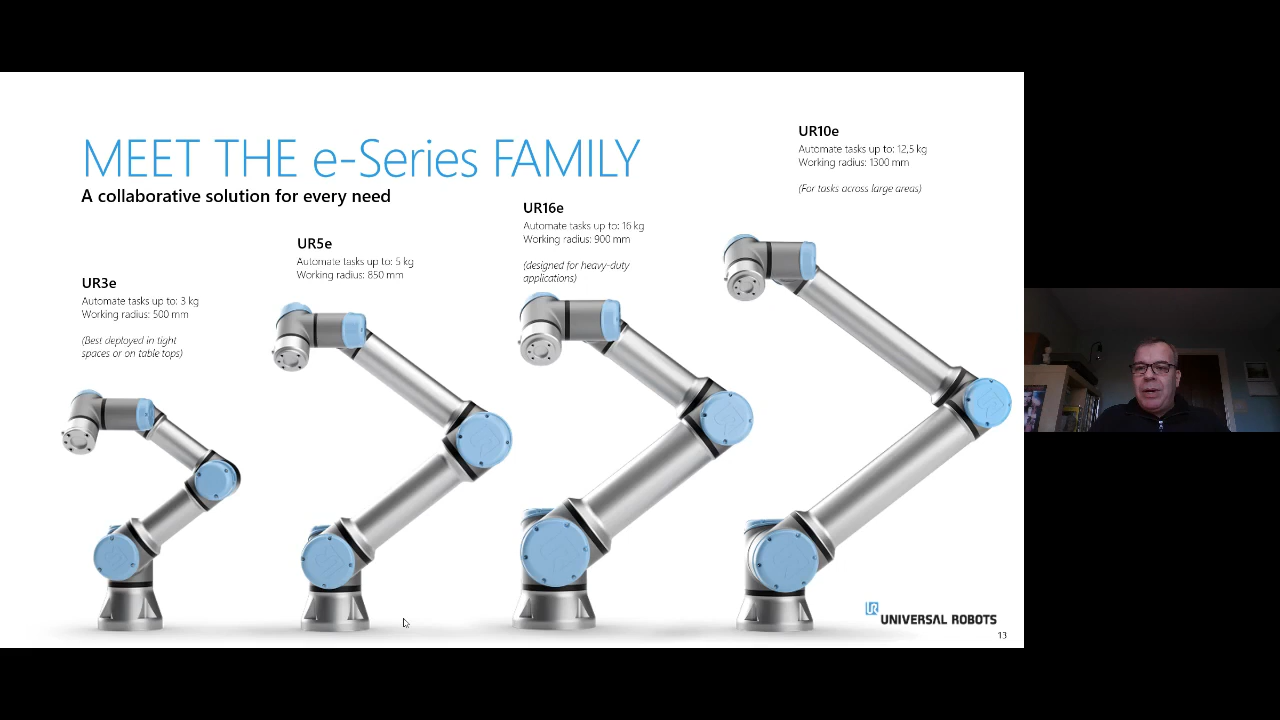 MEET THE e-Series FAMILY
A collaborative solution for every need
UR3e
Automate tasks up to: 3 kg
Working radius: 500 mm
(Best deployed in tight
spaces or on table tops)
UR5e
Automate tasks up to: 5 kg
Working radius: 850 mm
UR16e
Automate tasks up to: 16 kg
Working radius: 900 mm
(designed for heavy-duty
applications)
UR10e
Automate tasks up to: 12,5 kg
Working radius: 1300 mm
(For tasks across large areas)
UR
UNIVERSAL ROBOTS
13